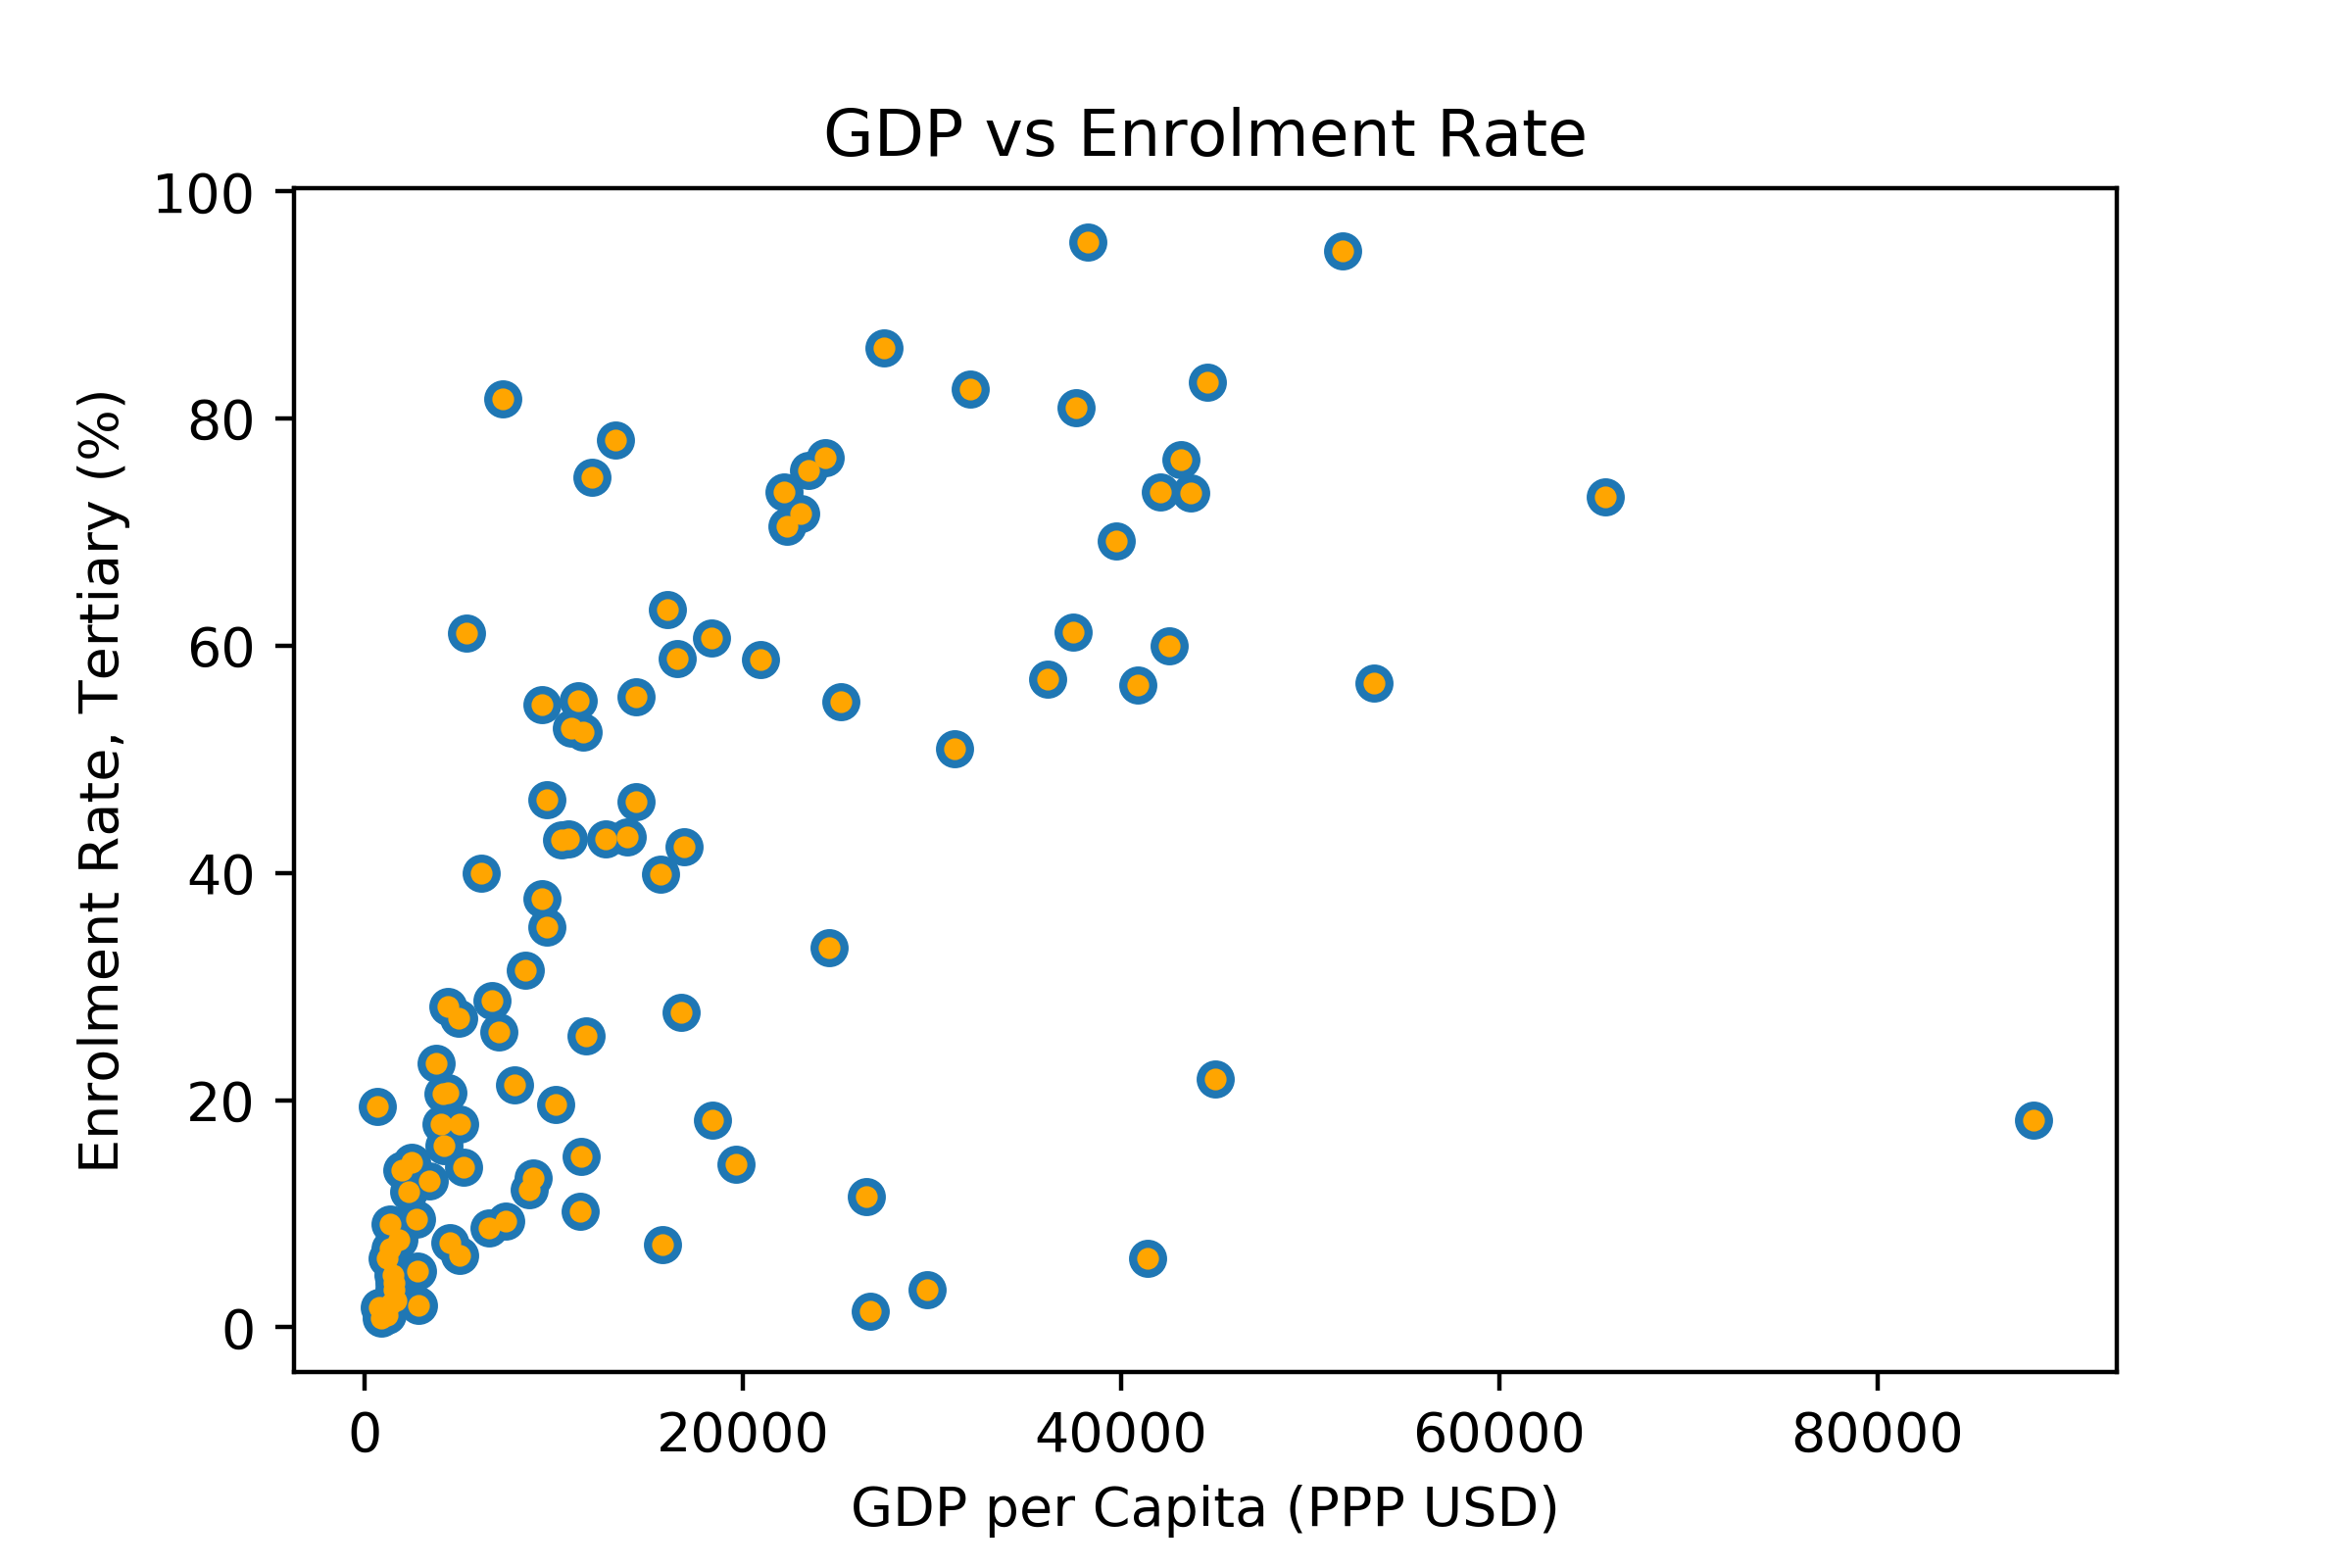 GDP vs Enrolment Rate
100
80
60
40
20
0
Enrolment Rate, Tertiary (%)
0 20000 40000 60000 80000
GDP per Capita (PPP USD)